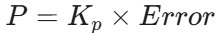 P = K_p × Error